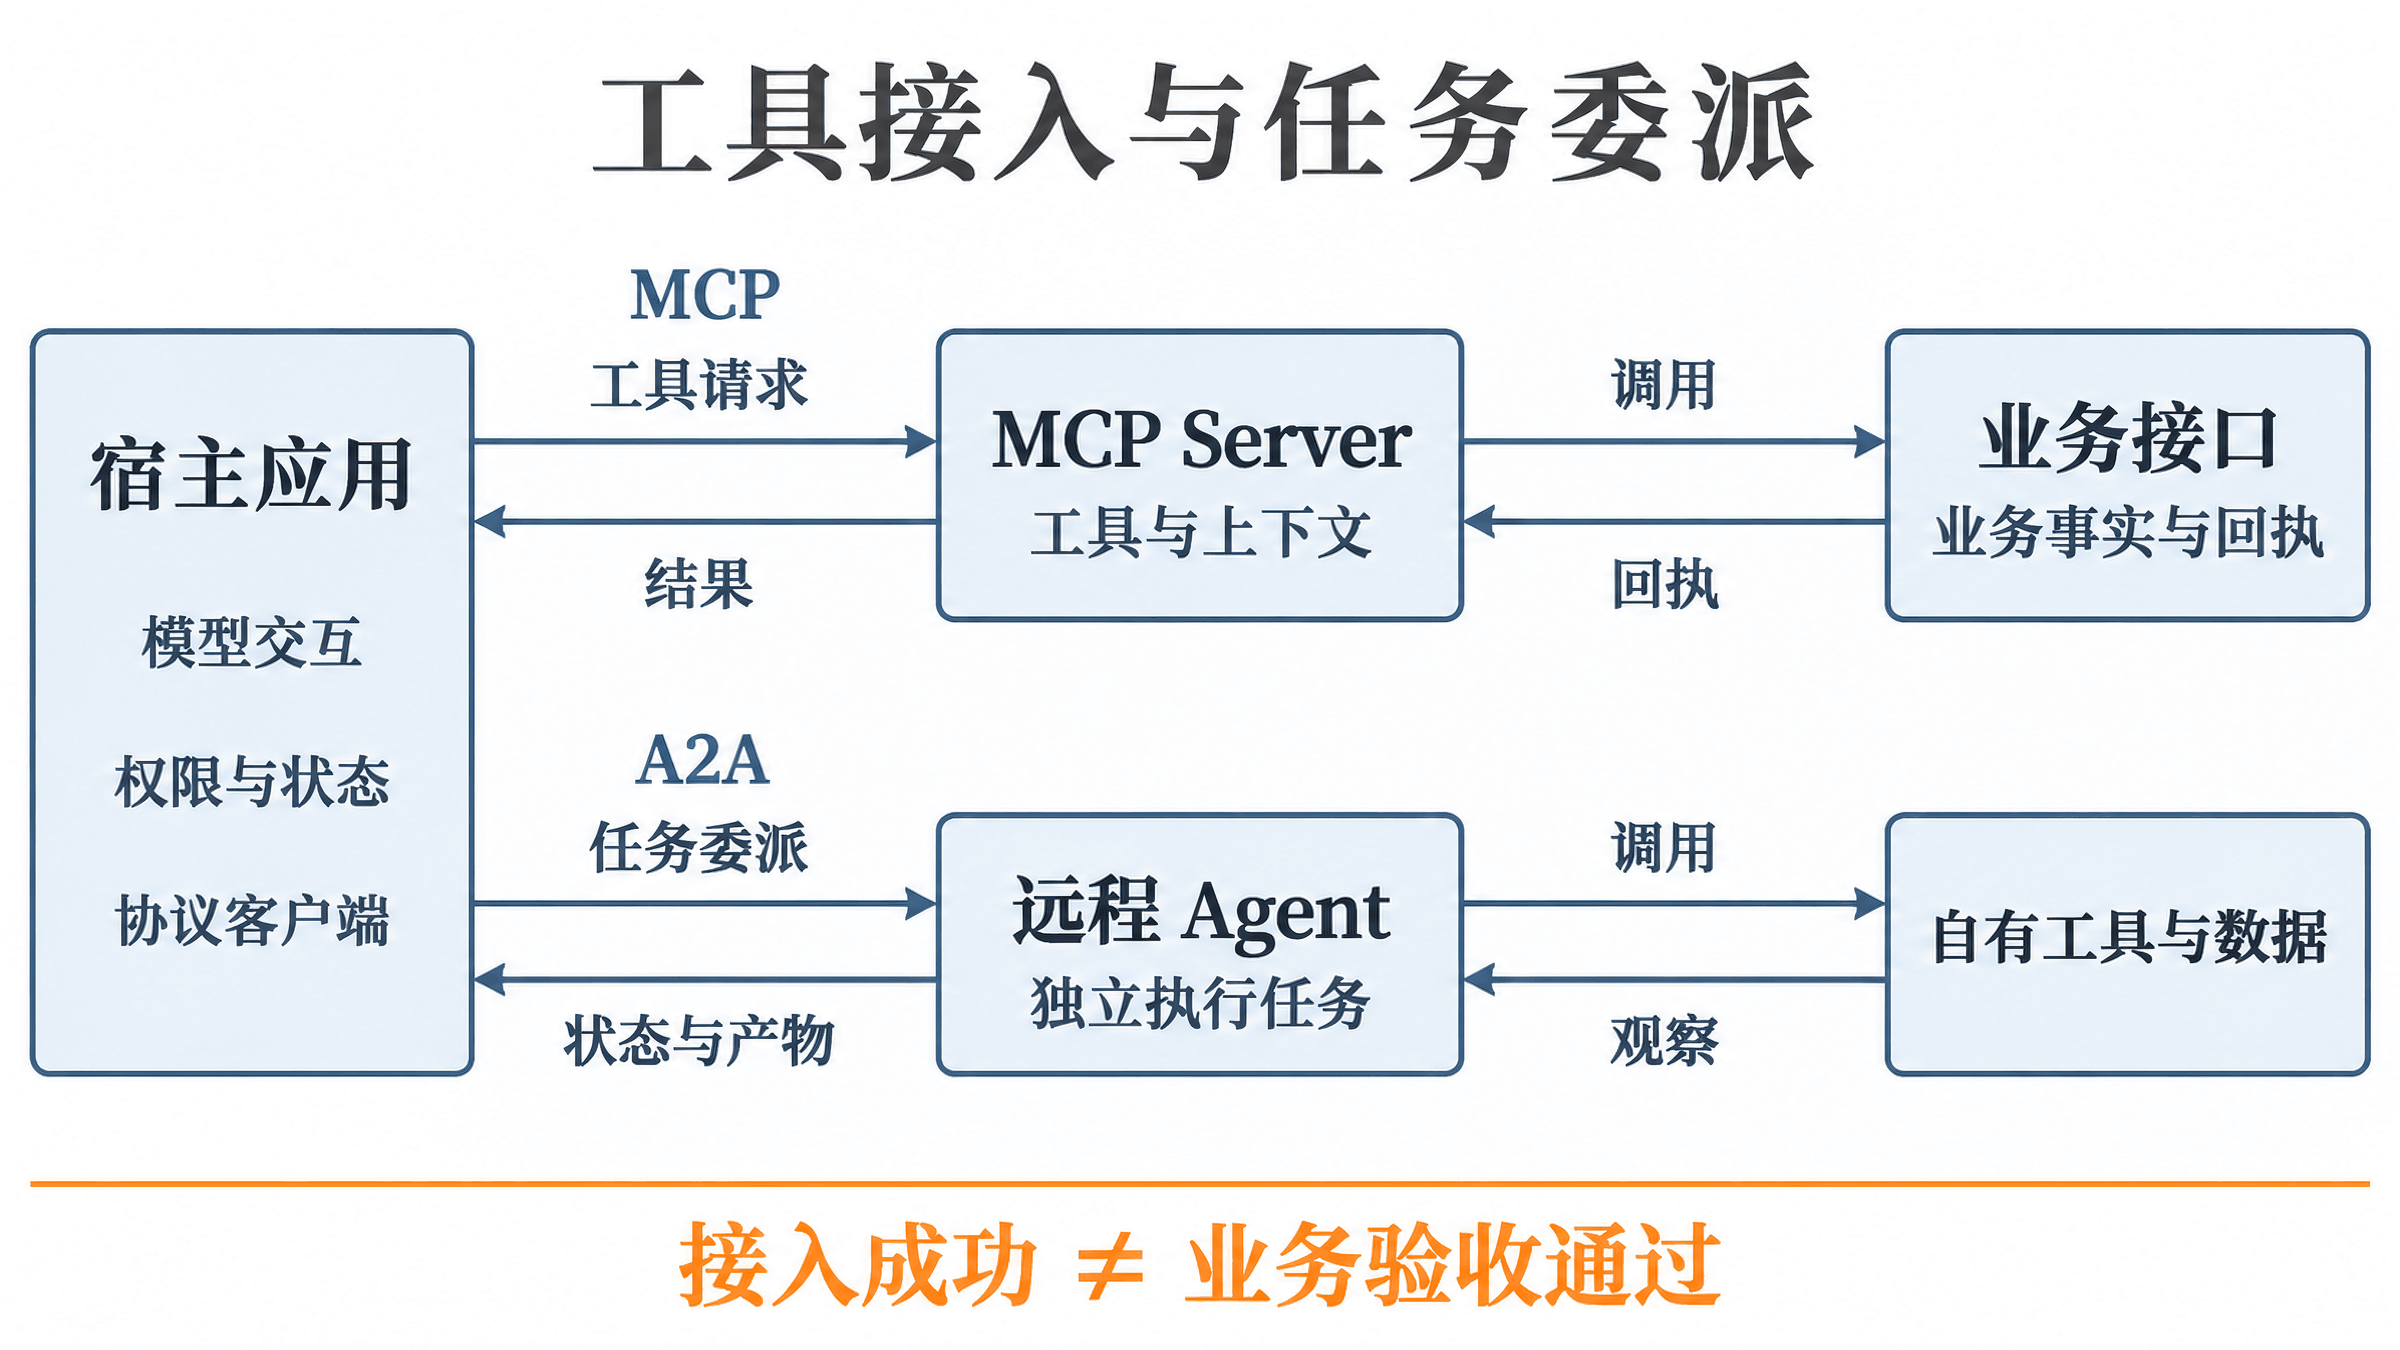 工具接入与任务委派
MCP
工具请求
结果
宿主应用
模型交互
权限与状态
协议客户端
MCP Server
工具与上下文
调用
回执
业务接口
业务事实与回执
A2A
任务委派
状态与产物
远程 Agent
独立执行任务
调用
观察
自有工具与数据
接入成功 ≠ 业务验收通过